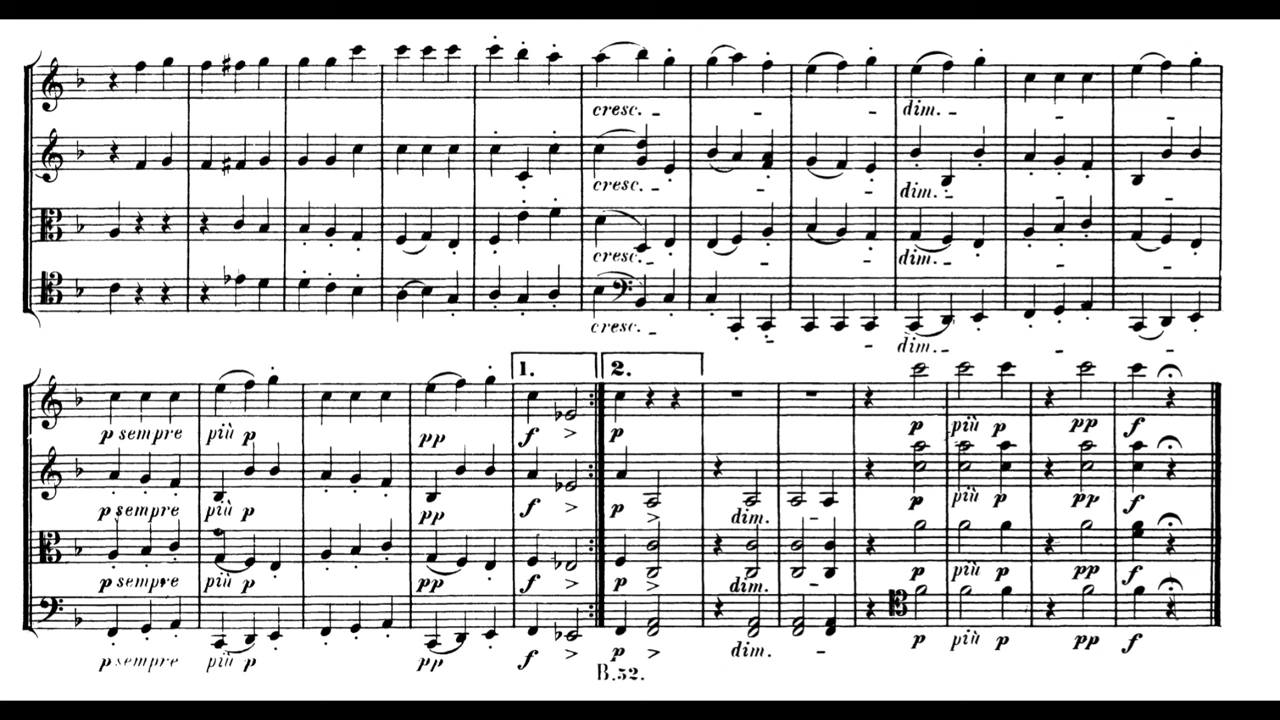 cresc. dim.
cresc. dim.
cresc. dim.
cresc. dim.
1. 2.
p sempre più p pp f p p più p pp f
p sempre più p pp f p dim. p più p pp f
p sempre più p pp f p dim. p più p pp f
p sempre più p pp f p dim. p più p pp f
B.52.